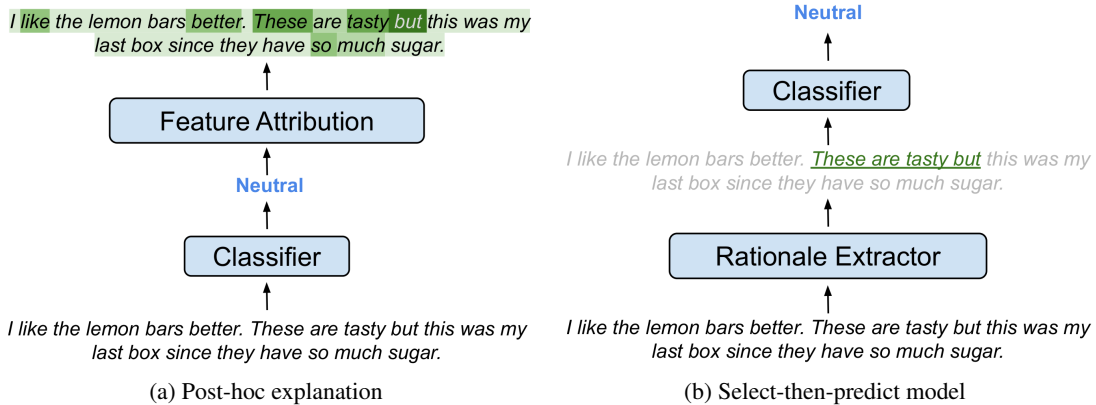 I like the lemon bars better. These are tasty but this was my
last box since they have so much sugar.
Feature Attribution
Neutral
Classifier
I like the lemon bars better. These are tasty but this was my
last box since they have so much sugar.
(a) Post-hoc explanation
Neutral
Classifier
I like the lemon bars better. These are tasty but this was my
last box since they have so much sugar.
Rationale Extractor
I like the lemon bars better. These are tasty but this was my
last box since they have so much sugar.
(b) Select-then-predict model